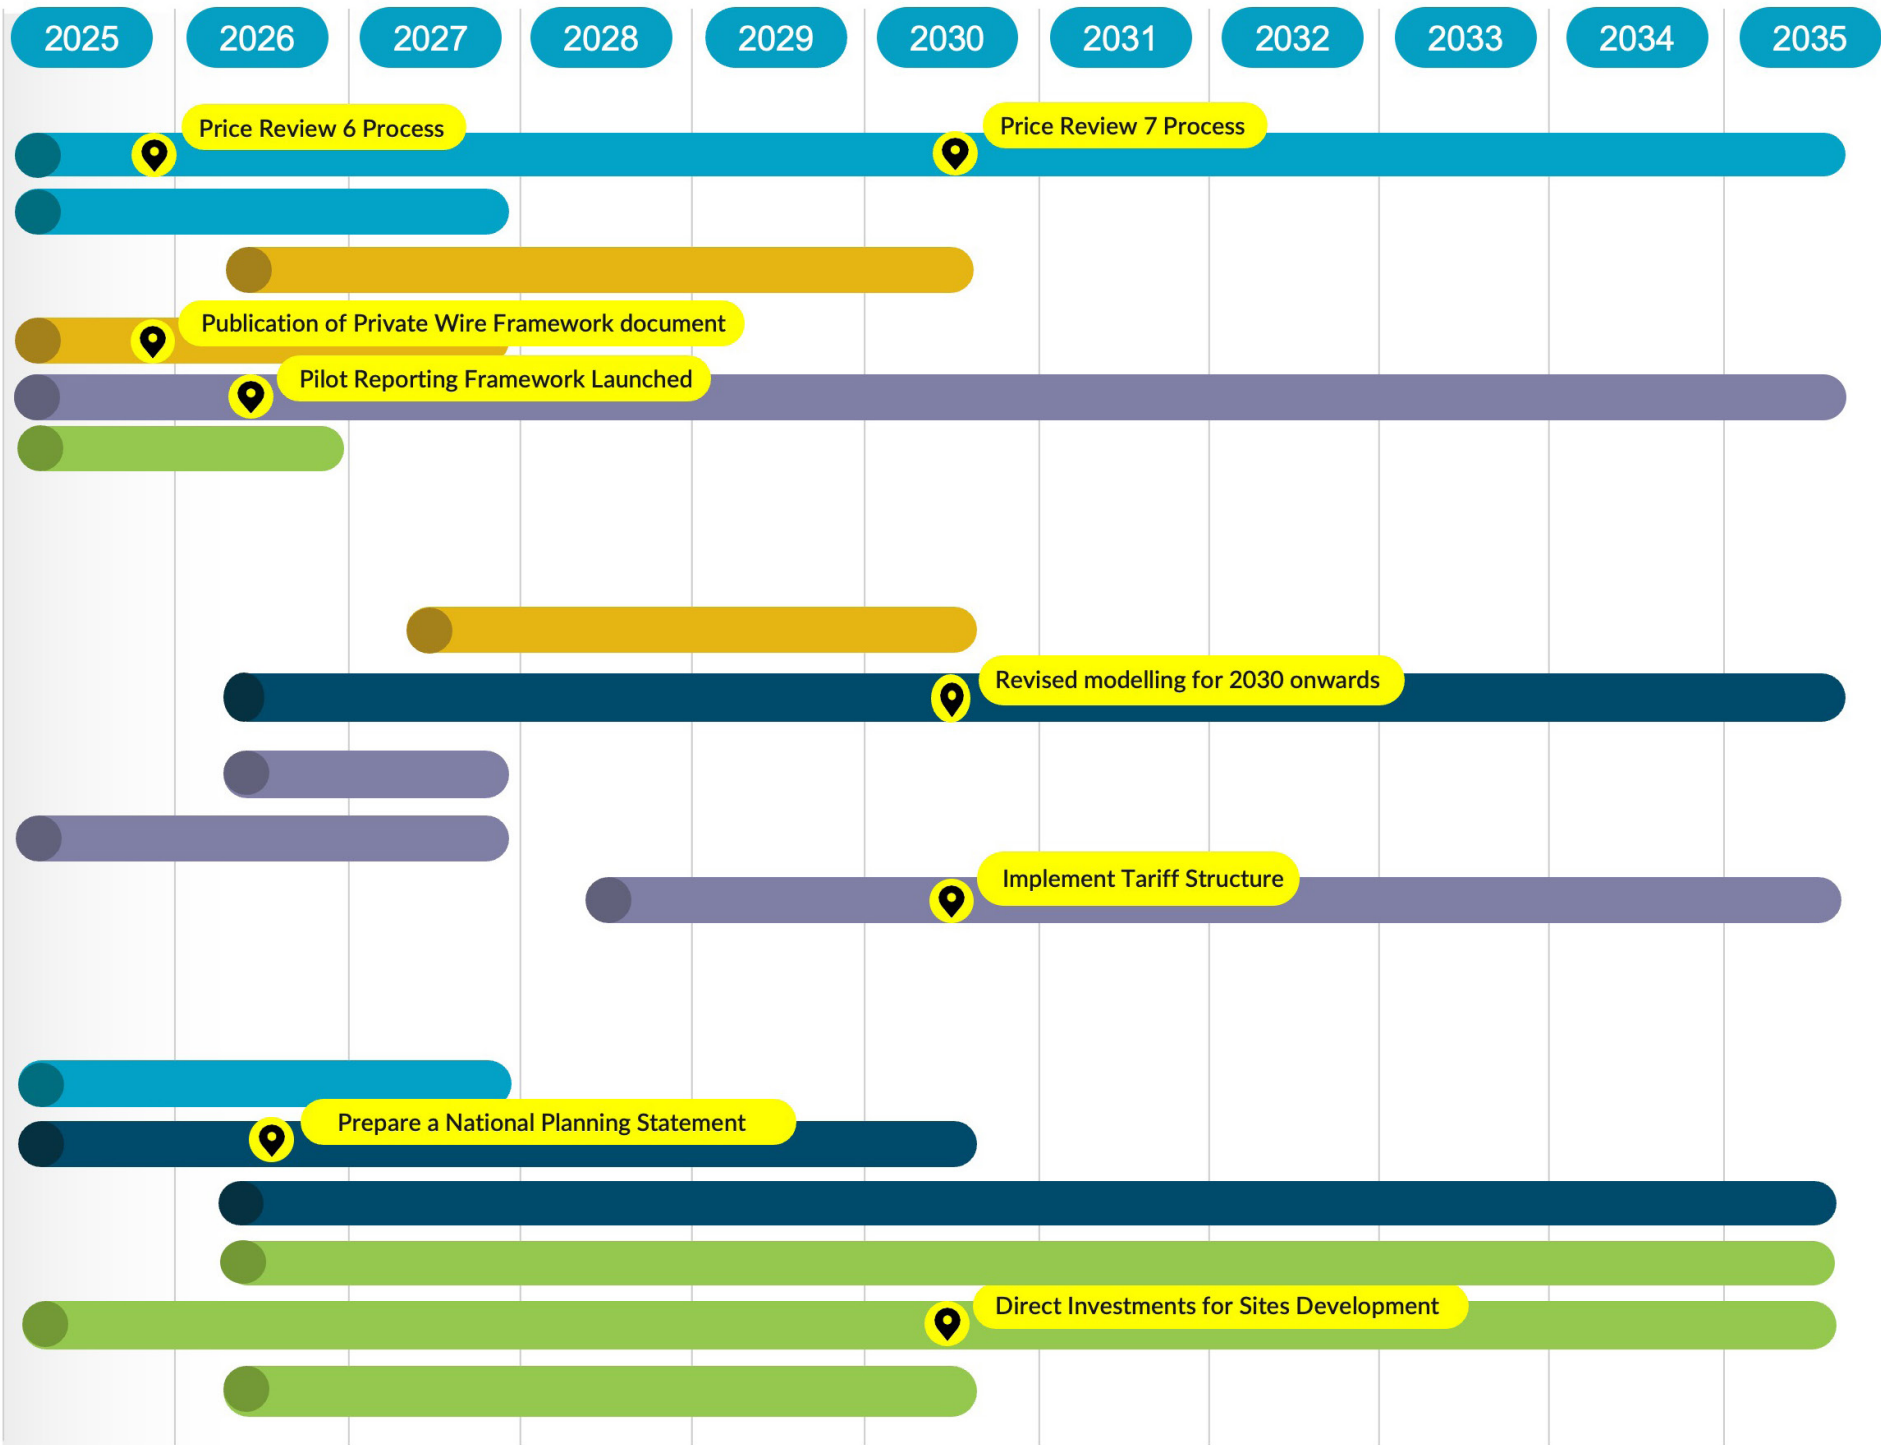 2025 2026 2027 2028 2029 2030 2031 2032 2033 2034 2035
Price Review 6 Process
Price Review 7 Process
Publication of Private Wire Framework document
Pilot Reporting Framework Launched
Revised modelling for 2030 onwards
Implement Tariff Structure
Prepare a National Planning Statement
Direct Investments for Sites Development